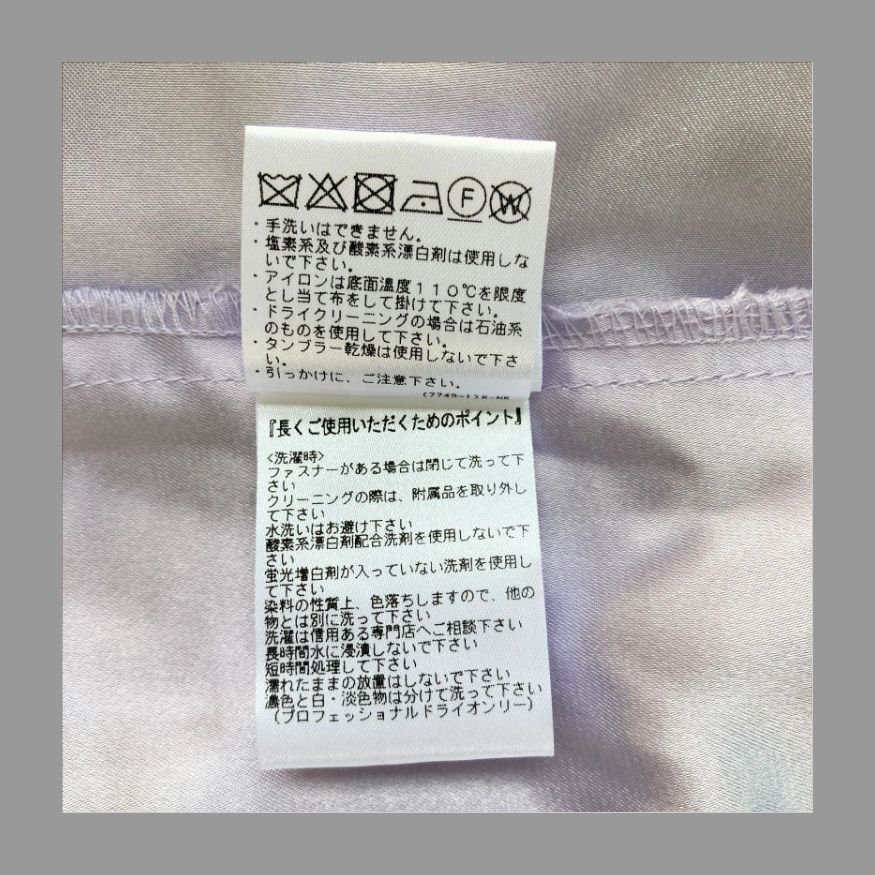 F W
・手洗いはできません。
・塩素系及び酸素系漂白剤は使用しな
いで下さい。
・アイロンは底面温度110℃を限度
とし当て布をして掛けて下さい。
・ドライクリーニングの場合は石油系
のものを使用して下さい。
・タンブラー乾燥は使用しないで下さ
い。
・引っかけに、ご注意下さい。
『長くご使用いただくためのポイント』
<洗濯時>
ファスナーがある場合は閉じて洗って下
さい
クリーニングの際は、附属品を取り外し
て下さい
水洗いはお避け下さい
酸素系漂白剤配合洗剤を使用しないで下
さい
蛍光増白剤が入っていない洗剤を使用し
て下さい
染料の性質上、色落ちしますので、他の
物とは別に洗って下さい
洗濯は信用ある専門店へご相談下さい
長時間水に浸漬しないで下さい
短時間処理して下さい
濡れたままの放置はしないで下さい
濃色と白・淡色物は分けて洗って下さい
（プロフェッショナルドライオンリー）